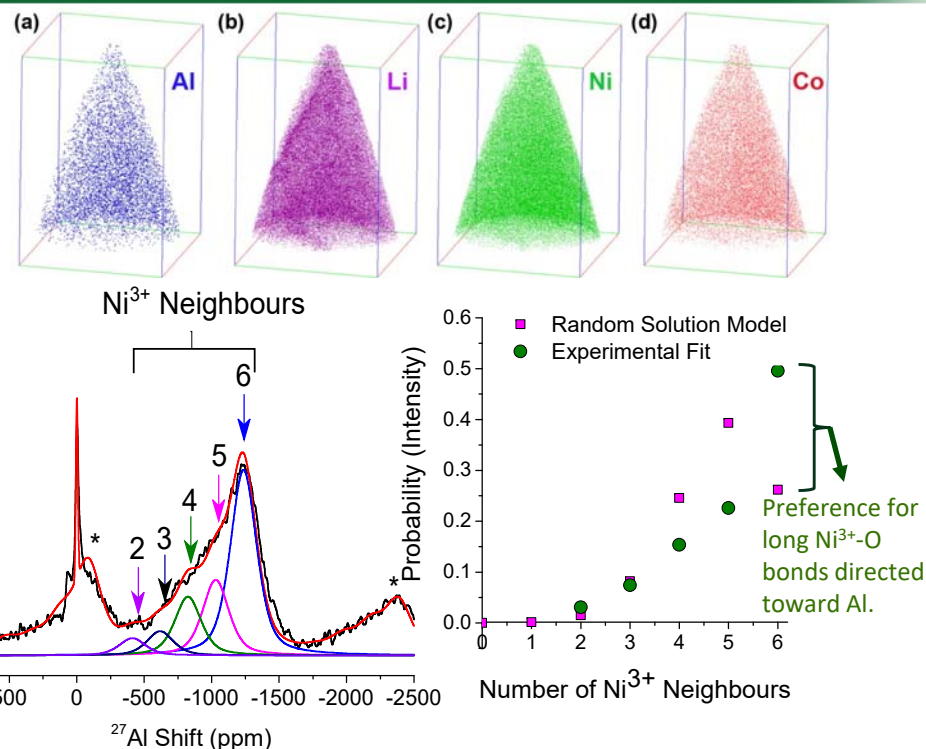 (a)
Al
(b)
Li
(c)
Ni
(d)
Co
Ni³⁺ Neighbours
6
5
4
3
2
*
*
500
0
-500
-1000
-1500
-2000
-2500
²⁷Al Shift (ppm)
Random Solution Model
Experimental Fit
Probability (Intensity)
0.6
0.5
0.4
0.3
0.2
0.1
0.0
0
1
2
3
4
5
6
Number of Ni³⁺ Neighbours
Preference for
long Ni³⁺-O
bonds directed
toward Al.